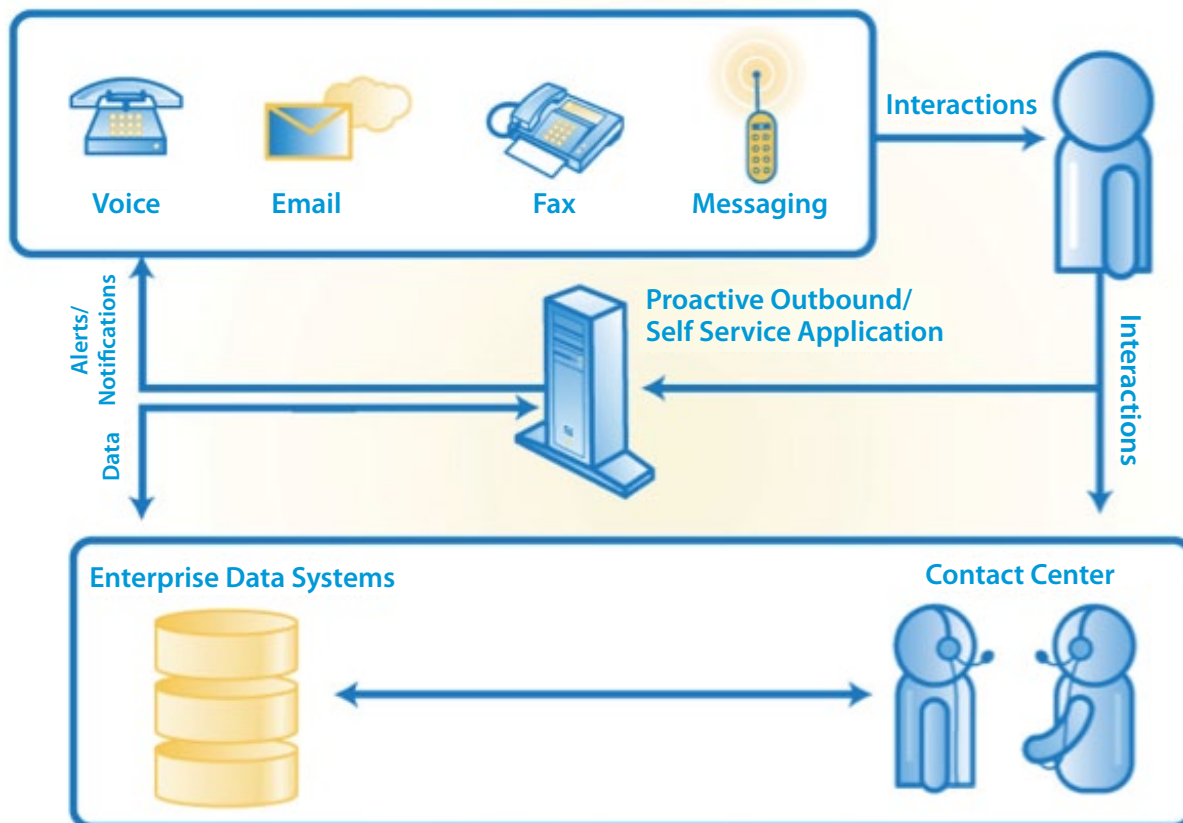 Voice
Email
Fax
Messaging
Interactions
Alerts/
Notifications
Proactive Outbound/
Self Service Application
Interactions
Data
Enterprise Data Systems
Contact Center